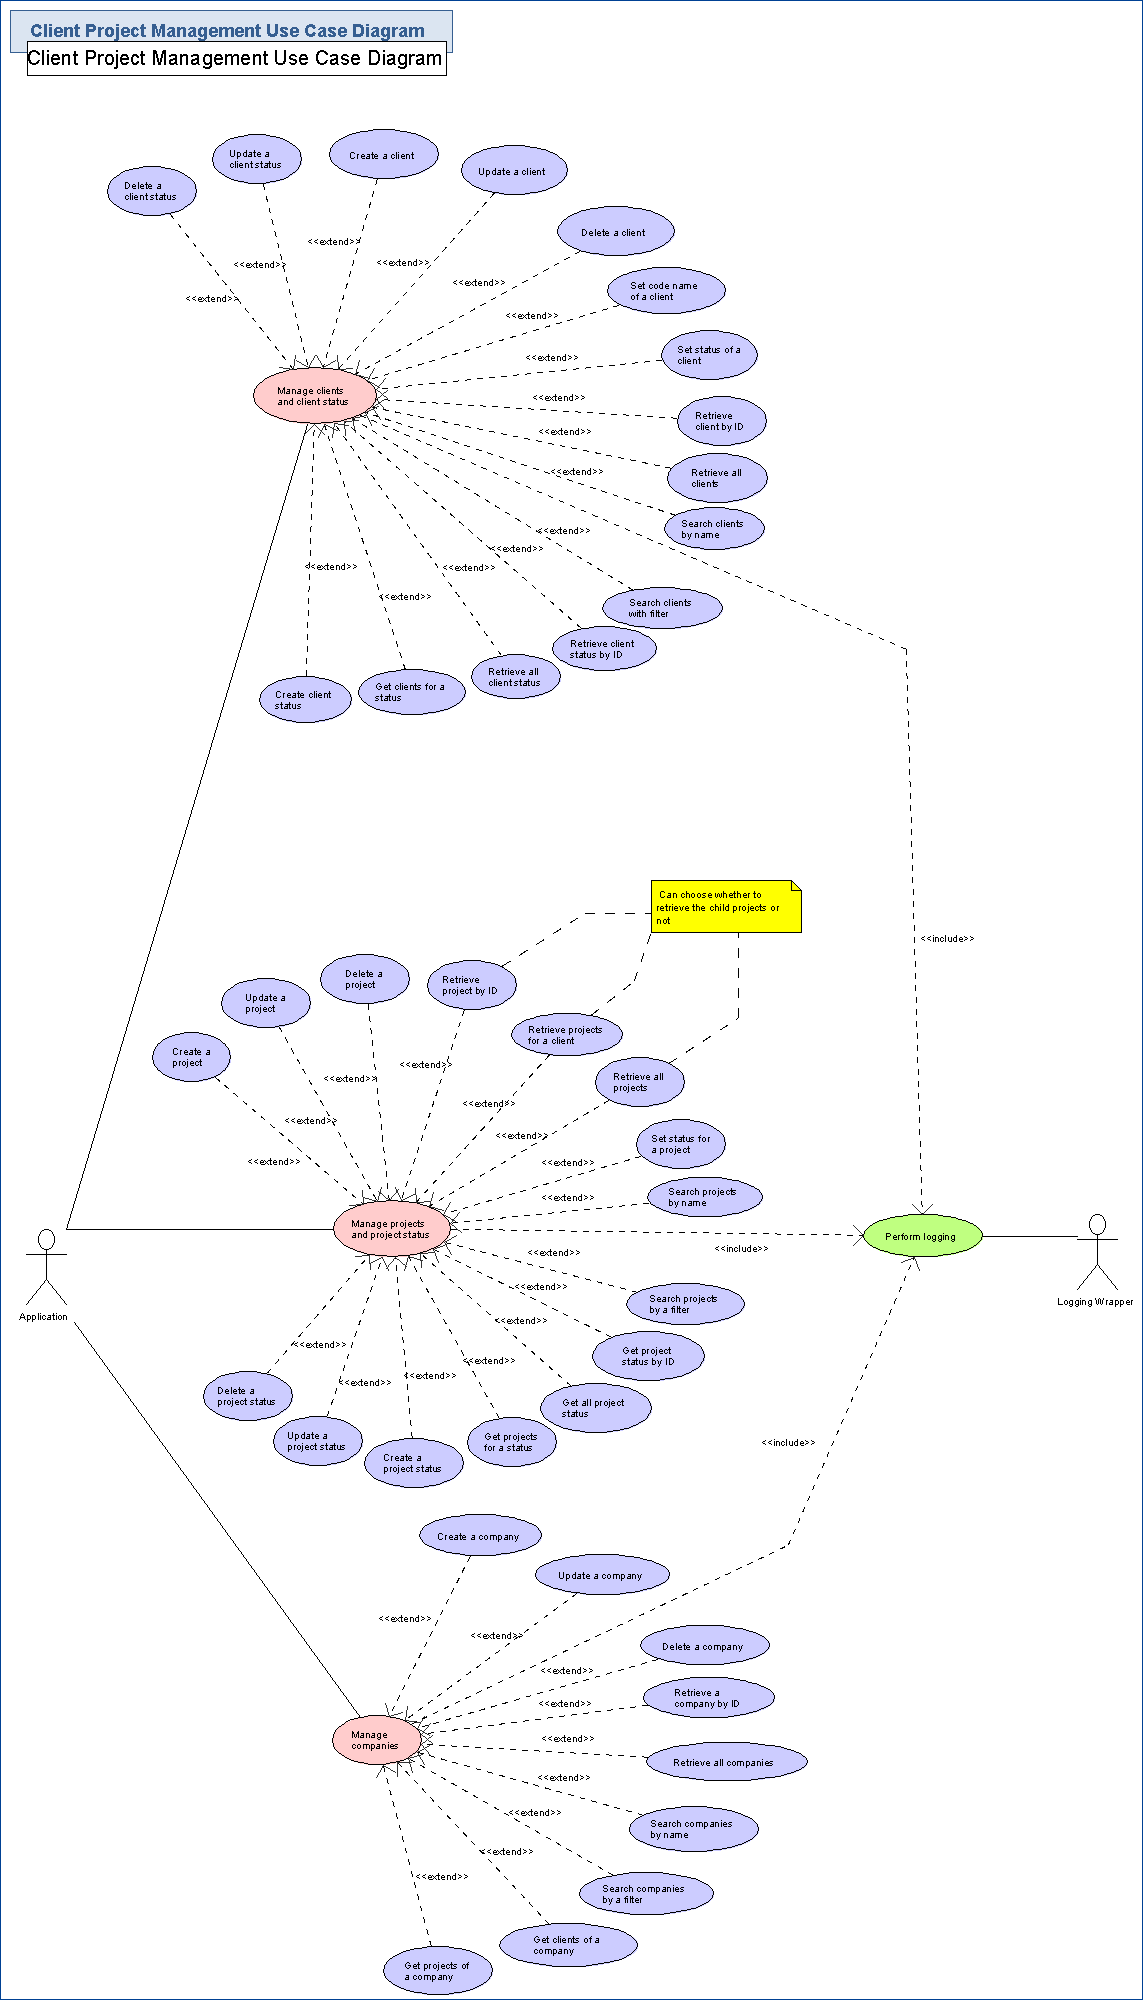 Client Project Management Use Case Diagram
Client Project Management Use Case Diagram
Create a client
Update a
client status
Update a client
Delete a
client status
Delete a client
<<extend>>
<<extend>>
<<extend>>
<<extend>>
<<extend>>
Set code name
of a client
<<extend>>
Set status of a
client
<<extend>>
Manage clients
and client status
<<extend>>
Retrieve
client by ID
<<extend>>
Retrieve all
clients
<<extend>>
Search clients
by name
<<extend>>
<<extend>>
<<extend>>
<<extend>>
<<extend>>
Search clients
with filter
Retrieve client
status by ID
Retrieve all
client status
Get clients for a
status
Create client
status
Can choose whether to
retrieve the child projects or
not
<<include>>
Delete a
project
Retrieve
project by ID
Update a
project
Retrieve projects
for a client
Create a
project
<<extend>>
<<extend>>
Retrieve all
projects
<<extend>>
<<extend>>
<<extend>>
Set status for
a project
<<extend>>
<<extend>>
Search projects
by name
<<extend>>
Manage projects
and project status
Perform logging
<<include>>
<<extend>>
<<extend>>
Search projects
by a filter
Application
Logging Wrapper
<<extend>>
<<extend>>
Get project
status by ID
<<extend>>
<<extend>>
<<extend>>
Delete a
project status
Get all project
status
Update a
project status
Get projects
for a status
<<include>>
Create a
project status
Create a company
Update a company
<<extend>>
<<extend>>
Delete a company
<<extend>>
Retrieve a
company by ID
<<extend>>
Manage
companies
<<extend>>
Retrieve all companies
<<extend>>
<<extend>>
Search companies
by name
<<extend>>
<<extend>>
Search companies
by a filter
Get clients of a
company
Get projects of
a company